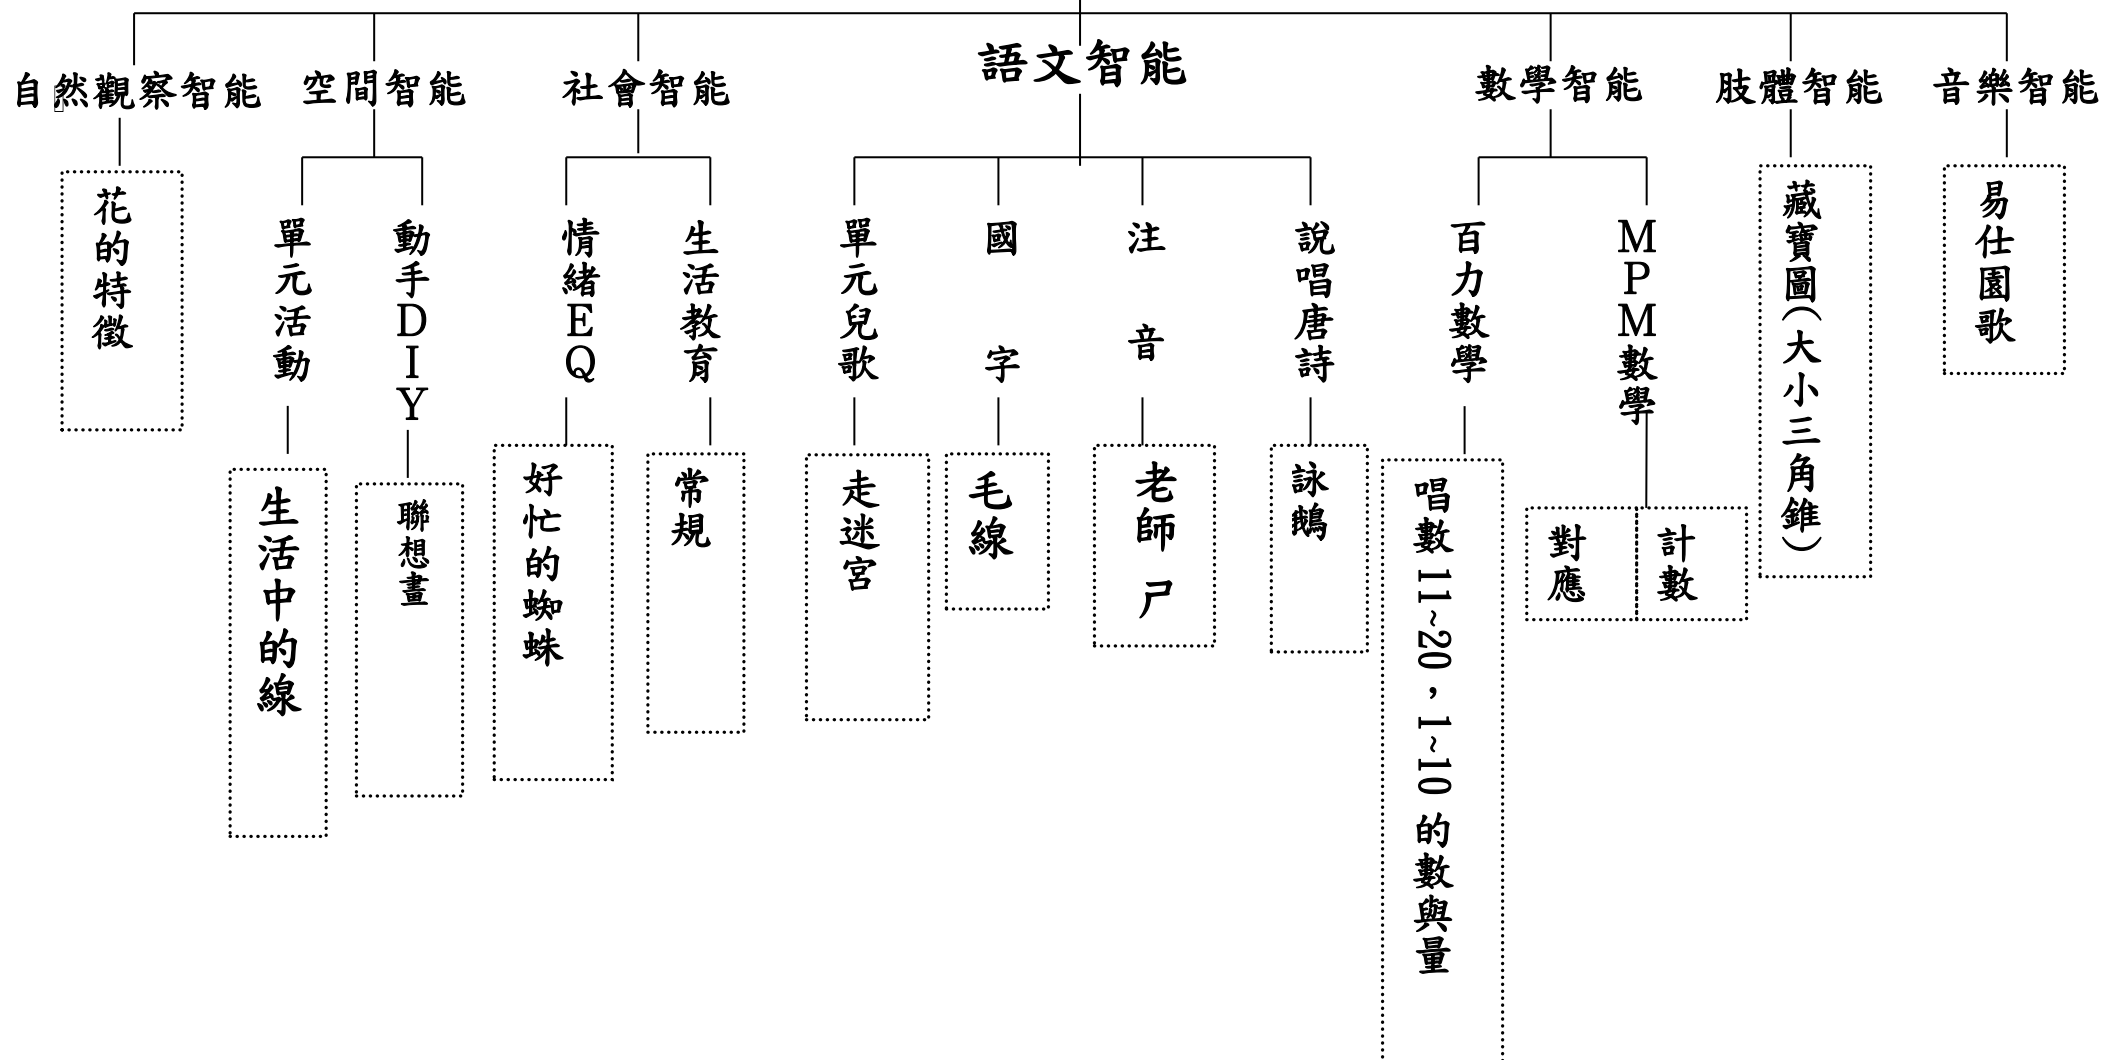 語文智能
自然觀察智能
空間智能
社會智能
數學智能
肢體智能
音樂智能
花的特徵
單元活動
動手DIY
情緒EQ
生活教育
單元兒歌
國字
注音
說唱唐詩
百力數學
MPM數學
藏寶圖(大小三角錐)
易仕園歌
生活中的線
聯想畫
好忙的蜘蛛
常規
走迷宮
毛線
老師 ㄕ
詠鵝
唱數 11~20，1~10 的數與量
對應
計數